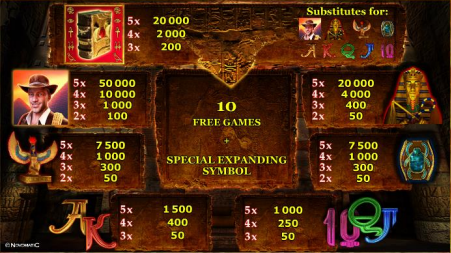 Substitutes for:
A K Q J 10
5x 20 000
4x 2 000
3x 200
5x 50 000
4x 10 000
3x 1 000
2x 100
10
FREE GAMES
+
SPECIAL EXPANDING
SYMBOL
5x 20 000
4x 4 000
3x 400
2x 50
5x 7 500
4x 1 000
3x 300
2x 50
5x 7 500
4x 1 000
3x 300
2x 50
A K
5x 1 500
4x 400
3x 50
5x 1 000
4x 250
3x 50
10 Q J
© NOVOMATIC